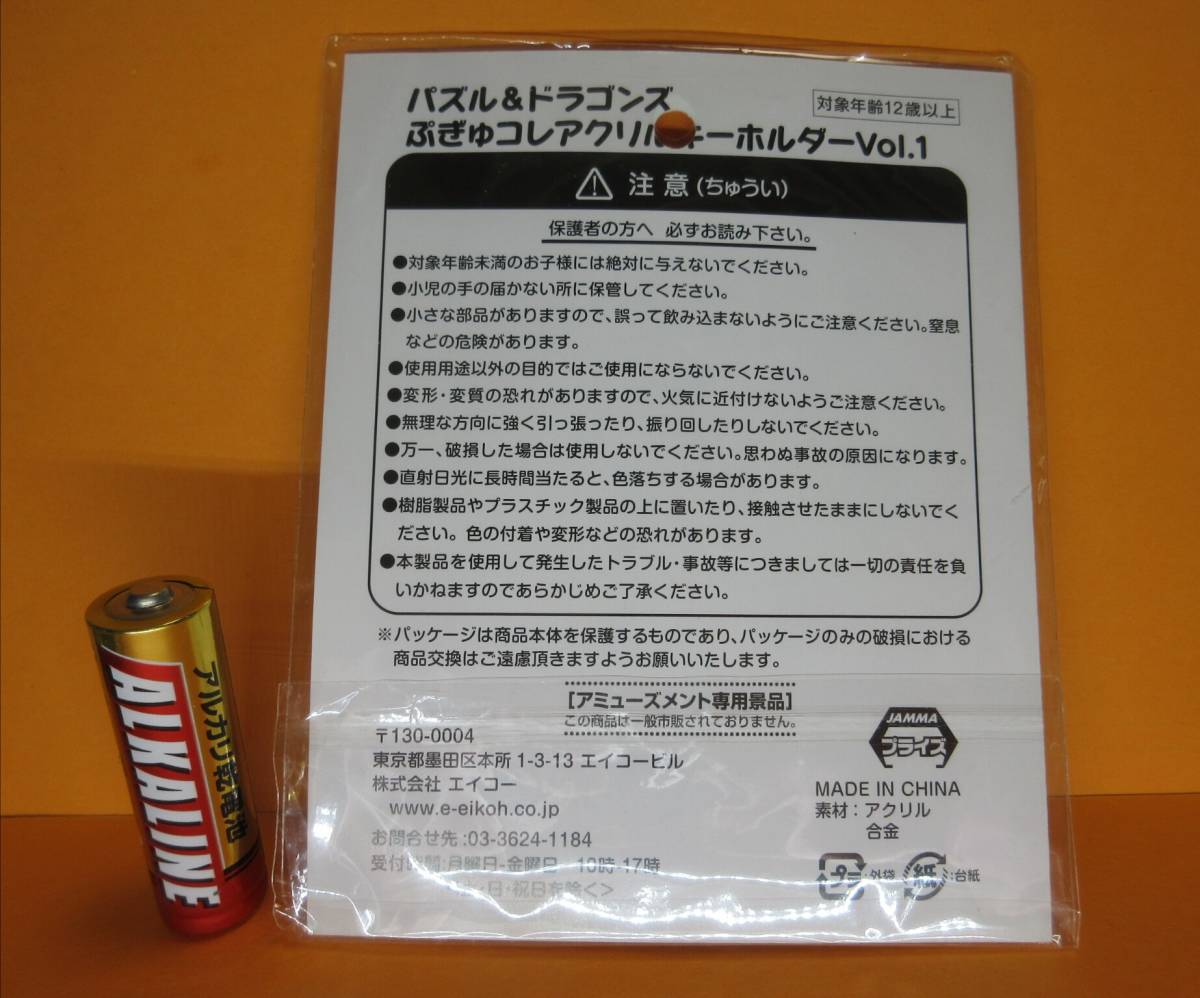 パズル&ドラゴンズ
対象年齢12歳以上
ぷぎゅコレアクリル キーホルダーVol.1
注意(ちゅうい)
保護者の方へ 必ずお読み下さい。
●対象年齢未満のお子様には絶対に与えないでください。
●小児の手の届かない所に保管してください。
●小さな部品がありますので、誤って飲み込まないようにご注意ください。窒息
などの危険があります。
●使用用途以外の目的ではご使用にならないでください。
●変形・変質の恐れがありますので、火気に近付けないようご注意ください。
●無理な方向に強く引っ張ったり、振り回したりしないでください。
●万一、破損した場合は使用しないでください。思わぬ事故の原因になります。
●直射日光に長時間当たると、色落ちする場合があります。
●樹脂製品やプラスチック製品の上に置いたり、接触させたままにしないでく
ださい。色の付着や変形などの恐れがあります。
●本製品を使用して発生したトラブル・事故等につきましては一切の責任を負
いかねますのであらかじめご了承ください。
※パッケージは商品本体を保護するものであり、パッケージのみの破損における
商品交換はご遠慮頂きますようお願いいたします。
[アミューズメント専用景品]
この商品は一般市販されておりません。
〒130-0004
東京都墨田区本所 1-3-13 エイコービル
株式会社 エイコー
www.e-eikoh.co.jp
お問合せ先:03-3624-1184
受付時間:月曜日-金曜日 10時-17時
・日・祝日を除く>
JAMMA
プライズ
MADE IN CHINA
素材:アクリル
合金
プラ:外袋
紙:台紙
アルカリ乾電池
ALKALINE